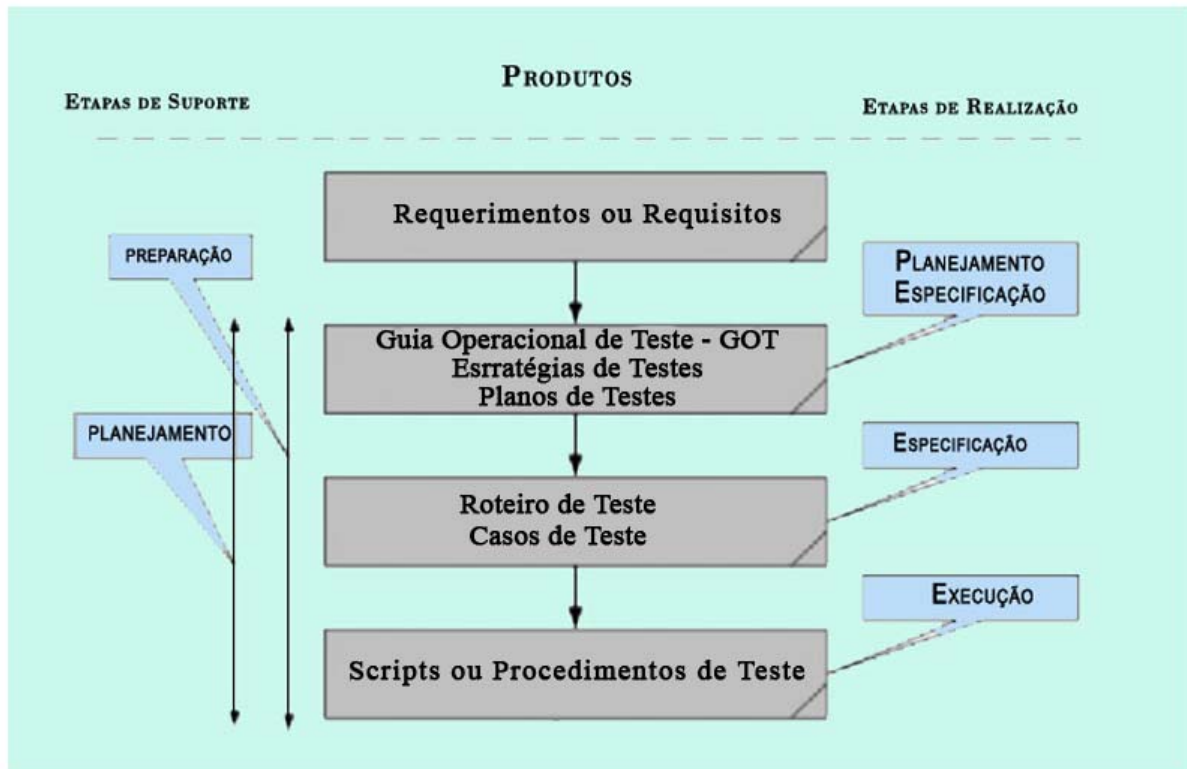 PRODUTOS
ETAPAS DE SUPORTE
ETAPAS DE REALIZAÇÃO
Requerimentos ou Requisitos
PREPARAÇÃO
PLANEJAMENTO
ESPECIFICAÇÃO
Guia Operacional de Teste - GOT
Esrratégias de Testes
Planos de Testes
PLANEJAMENTO
ESPECIFICAÇÃO
Roteiro de Teste
Casos de Teste
EXECUÇÃO
Scripts ou Procedimentos de Teste